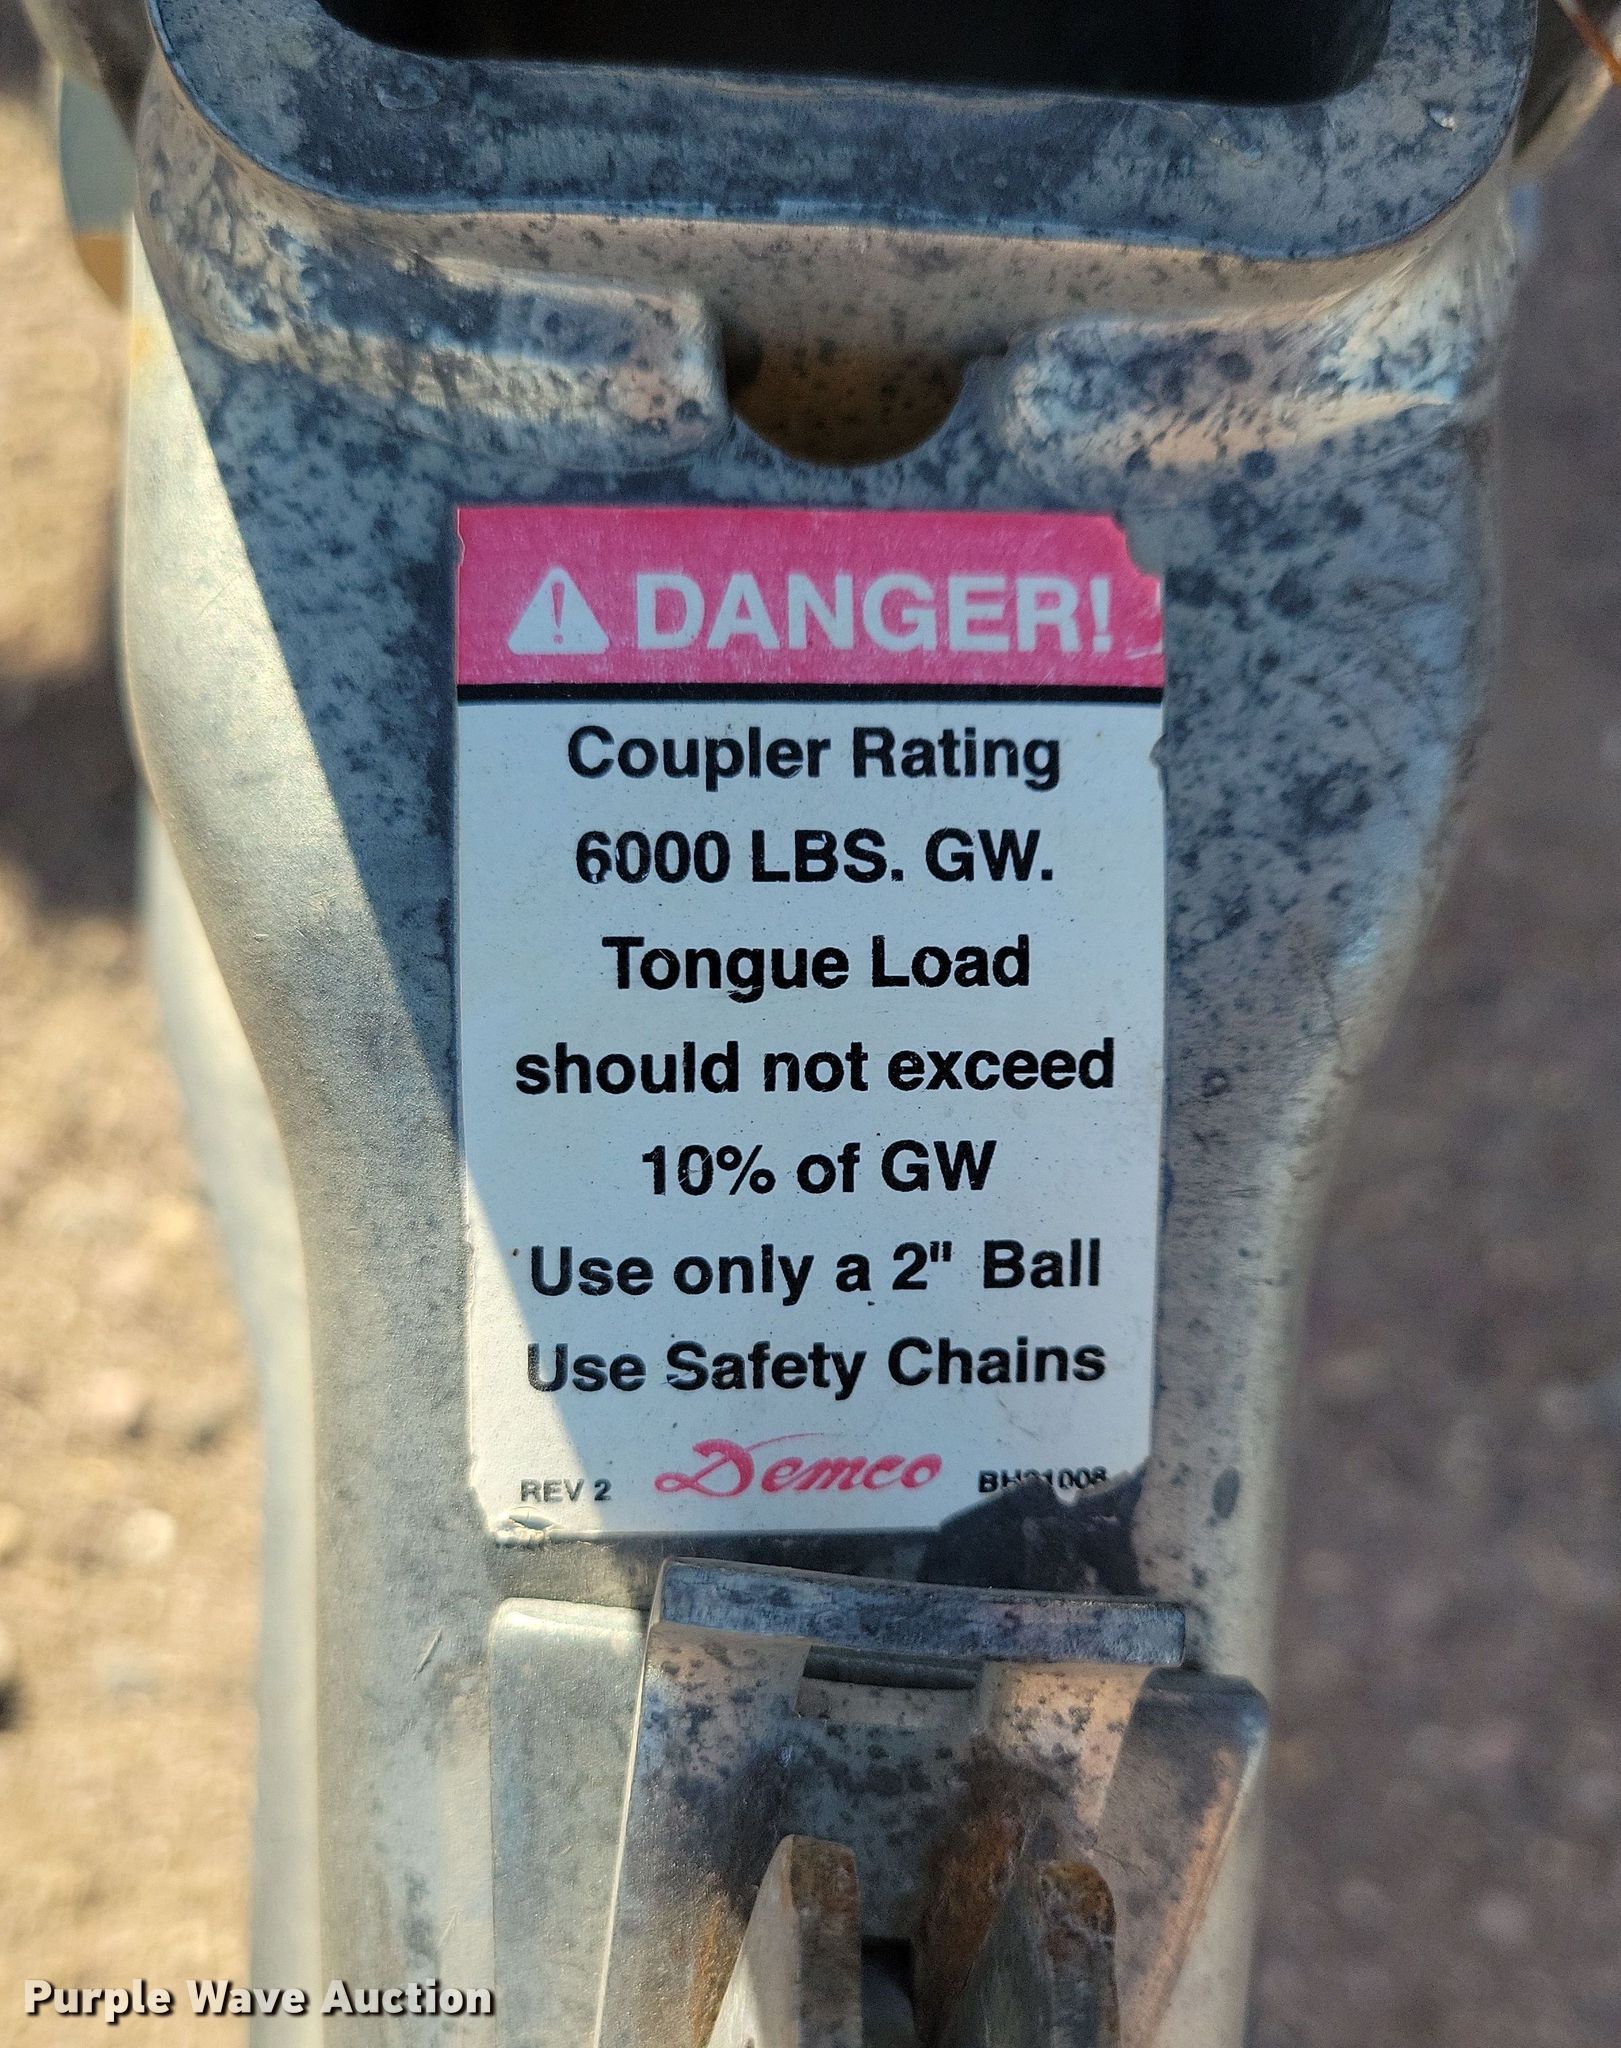 DANGER!
Coupler Rating
6000 LBS. GW.
Tongue Load
should not exceed
10% of GW
Use only a 2" Ball
Use Safety Chains
REV 2 Demco
Purple Wave Auction